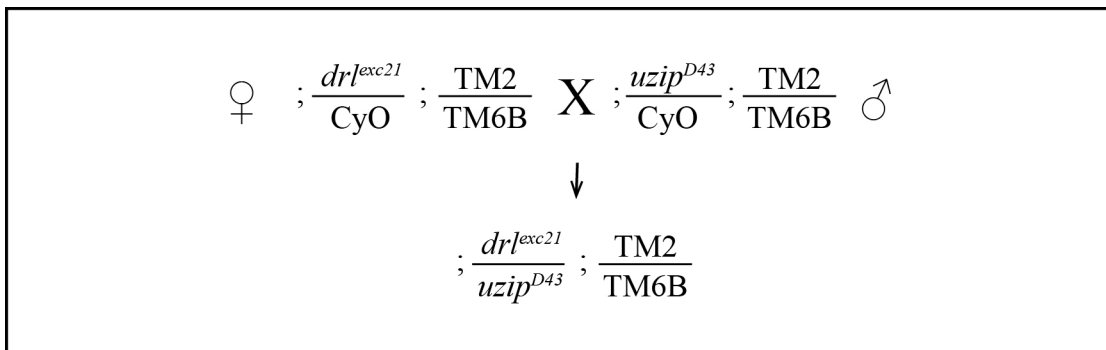 ♀ ; drl^exc21/CyO ; TM2/TM6B X ; uzip^D43/CyO ; TM2/TM6B ♂
; drl^exc21/uzip^D43 ; TM2/TM6B